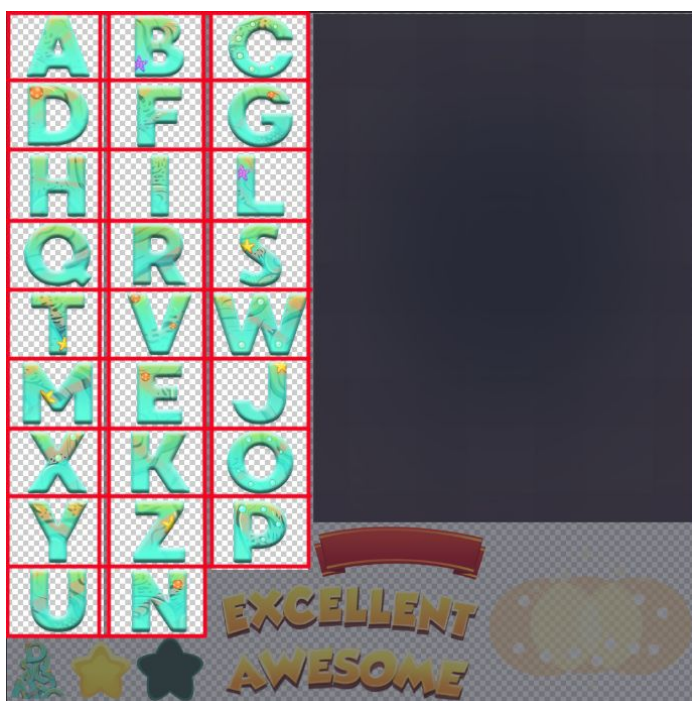 A B C
D F G
H I L
Q R S
T V W
M E J
X K O
Y Z P
U N
EXCELLENT
AWESOME